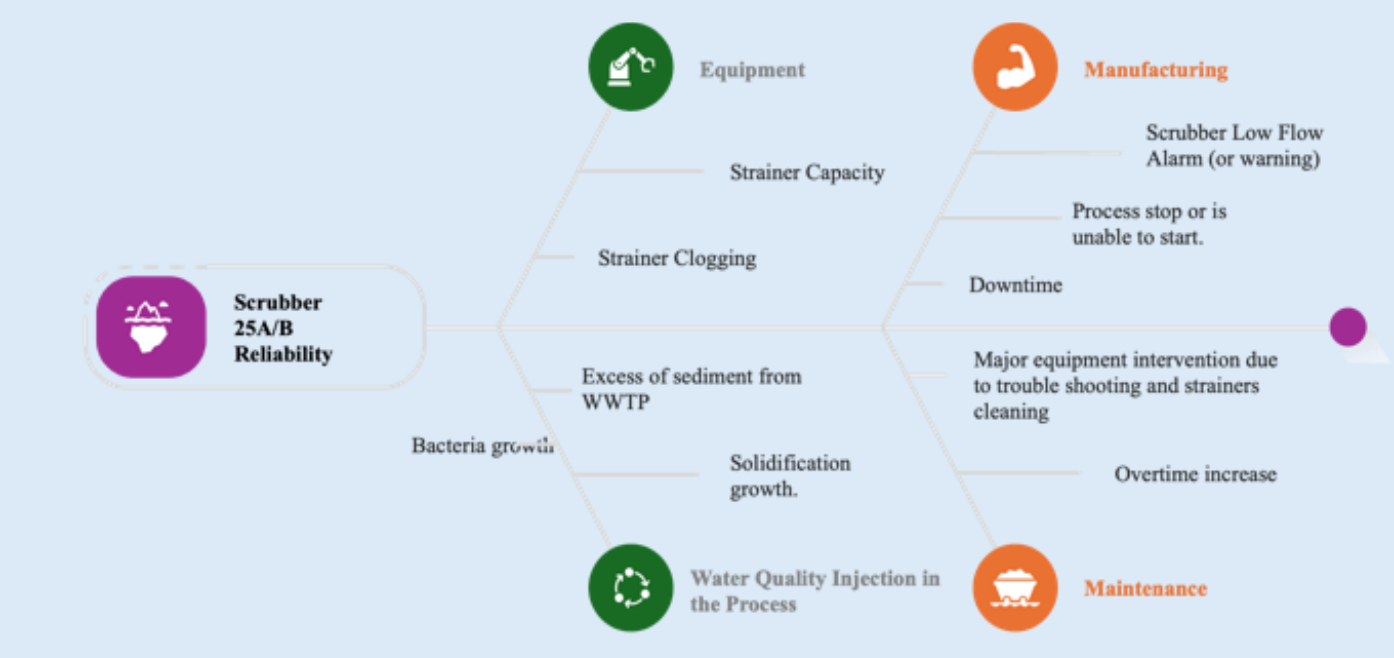 Equipment
Strainer Capacity
Strainer Clogging
Manufacturing
Scrubber Low Flow
Alarm (or warning)
Process stop or is
unable to start.
Downtime
Scrubber
25A/B
Reliability
Excess of sediment from
WWTP
Bacteria growth
Solidification
growth.
Water Quality Injection in
the Process
Major equipment intervention due
to trouble shooting and strainers
cleaning
Overtime increase
Maintenance